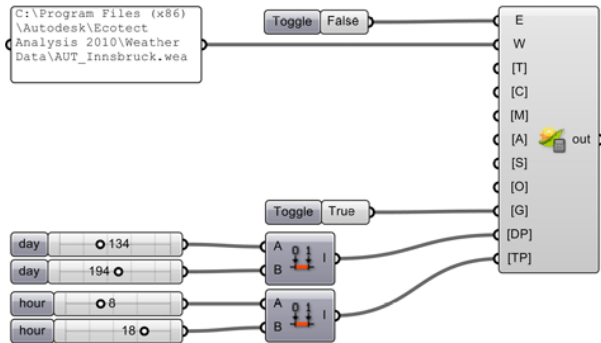 C:\Program Files (x86)
\Autodesk\Ecotect
Analysis 2010\Weather
Data\AUT_Innsbruck.wea
Toggle False
E
W
[T]
[C]
[M]
[A]
[S]
[O]
[G]
[DP]
[TP]
out
Toggle True
day 134
day 194
A
B
0 1
I
hour 8
hour 18
A
B
0 1
I